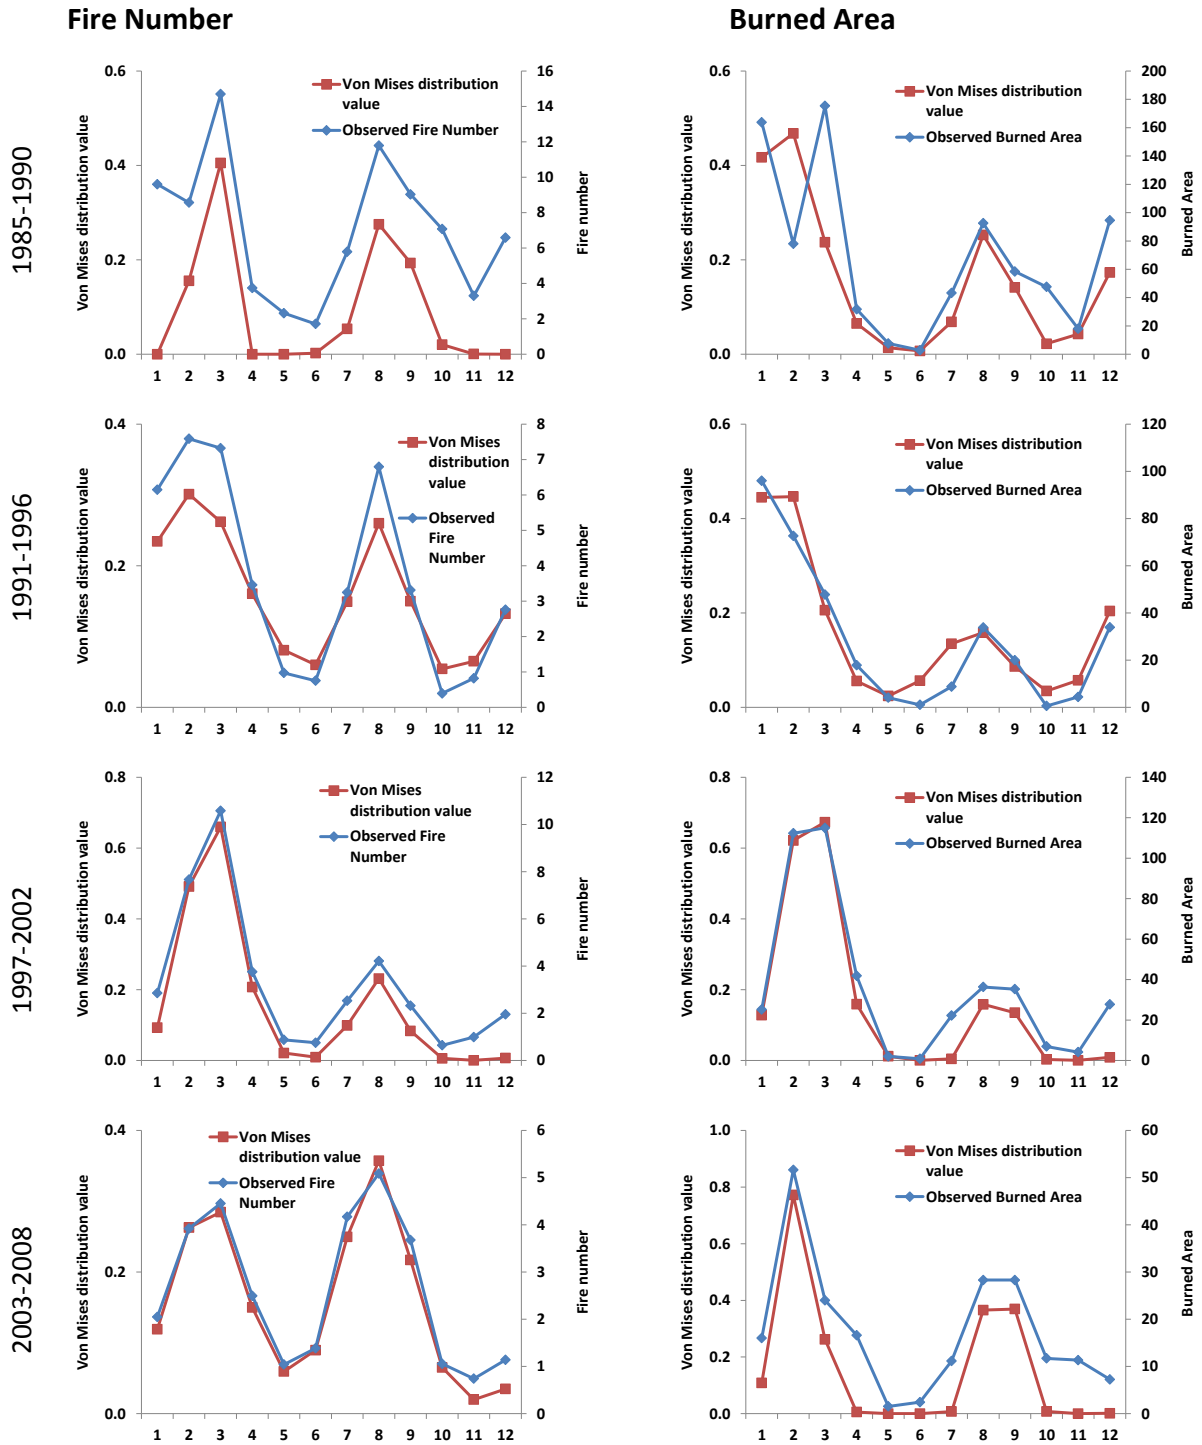 Fire Number
Burned Area
1985-1990
Von Mises distribution value
0.6
0.4
0.2
0.0
Von Mises distribution
value
Observed Fire Number
16
14
12
10
8
6
4
2
0
Fire number
1 2 3 4 5 6 7 8 9 10 11 12
Von Mises distribution value
0.6
0.4
0.2
0.0
Von Mises distribution
value
Observed Burned Area
200
180
160
140
120
100
80
60
40
20
0
Burned Area
1 2 3 4 5 6 7 8 9 10 11 12
1991-1996
Von Mises distribution value
0.4
0.2
0.0
Von Mises
distribution
value
Observed
Fire
Number
8
7
6
5
4
3
2
1
0
Fire number
1 2 3 4 5 6 7 8 9 10 11 12
Von Mises distribution value
0.6
0.4
0.2
0.0
Von Mises distribution
value
Observed Burned Area
120
100
80
60
40
20
0
Burned Area
1 2 3 4 5 6 7 8 9 10 11 12
1997-2002
Von Mises distribution value
0.8
0.6
0.4
0.2
0.0
Von Mises
distribution value
Observed Fire
Number
12
10
8
6
4
2
0
Fire number
1 2 3 4 5 6 7 8 9 10 11 12
Von Mises distribution value
0.8
0.6
0.4
0.2
0.0
Von Mises distribution
value
Observed Burned Area
140
120
100
80
60
40
20
0
Burned Area
1 2 3 4 5 6 7 8 9 10 11 12
2003-2008
Von Mises distribution value
0.4
0.2
0.0
Von Mises
distribution value
Observed Fire
Number
6
5
4
3
2
1
0
Fire number
1 2 3 4 5 6 7 8 9 10 11 12
Von Mises distribution value
1.0
0.8
0.6
0.4
0.2
0.0
Von Mises distribution
value
Observed Burned Area
60
50
40
30
20
10
0
Burned Area
1 2 3 4 5 6 7 8 9 10 11 12